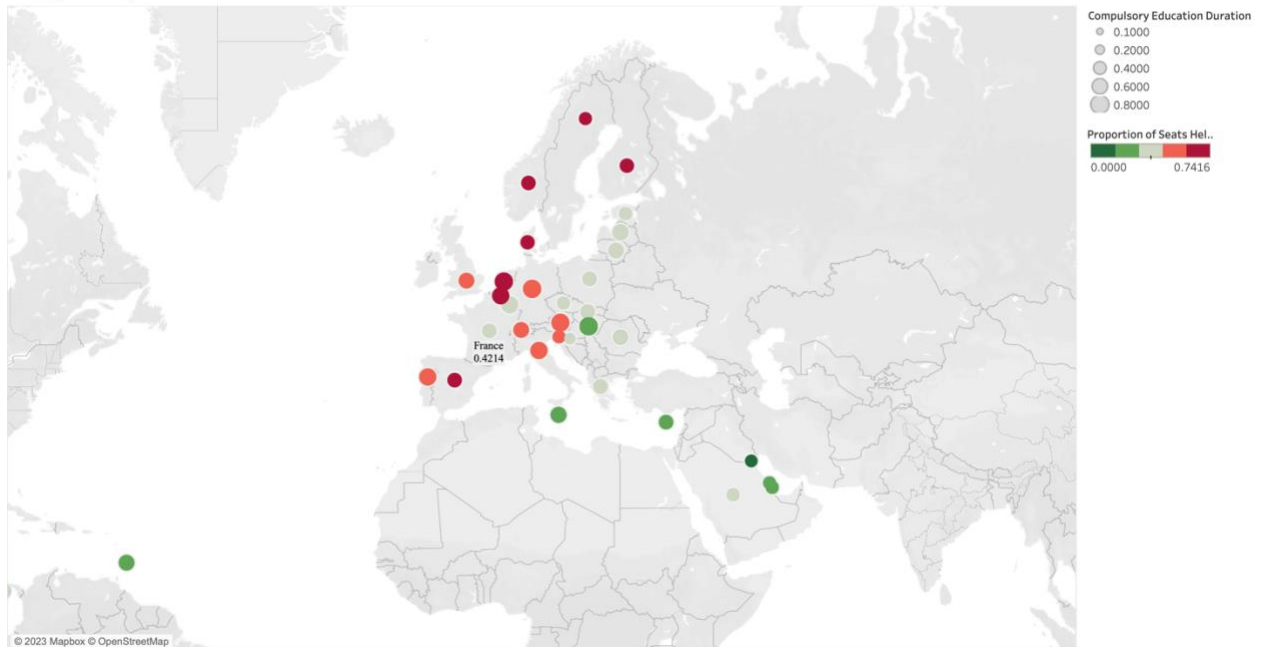 Compulsory Education Duration
0.1000
0.2000
0.4000
0.6000
0.8000
Proportion of Seats Hel..
0.0000 0.7416
France
0.4214
© 2023 Mapbox © OpenStreetMap